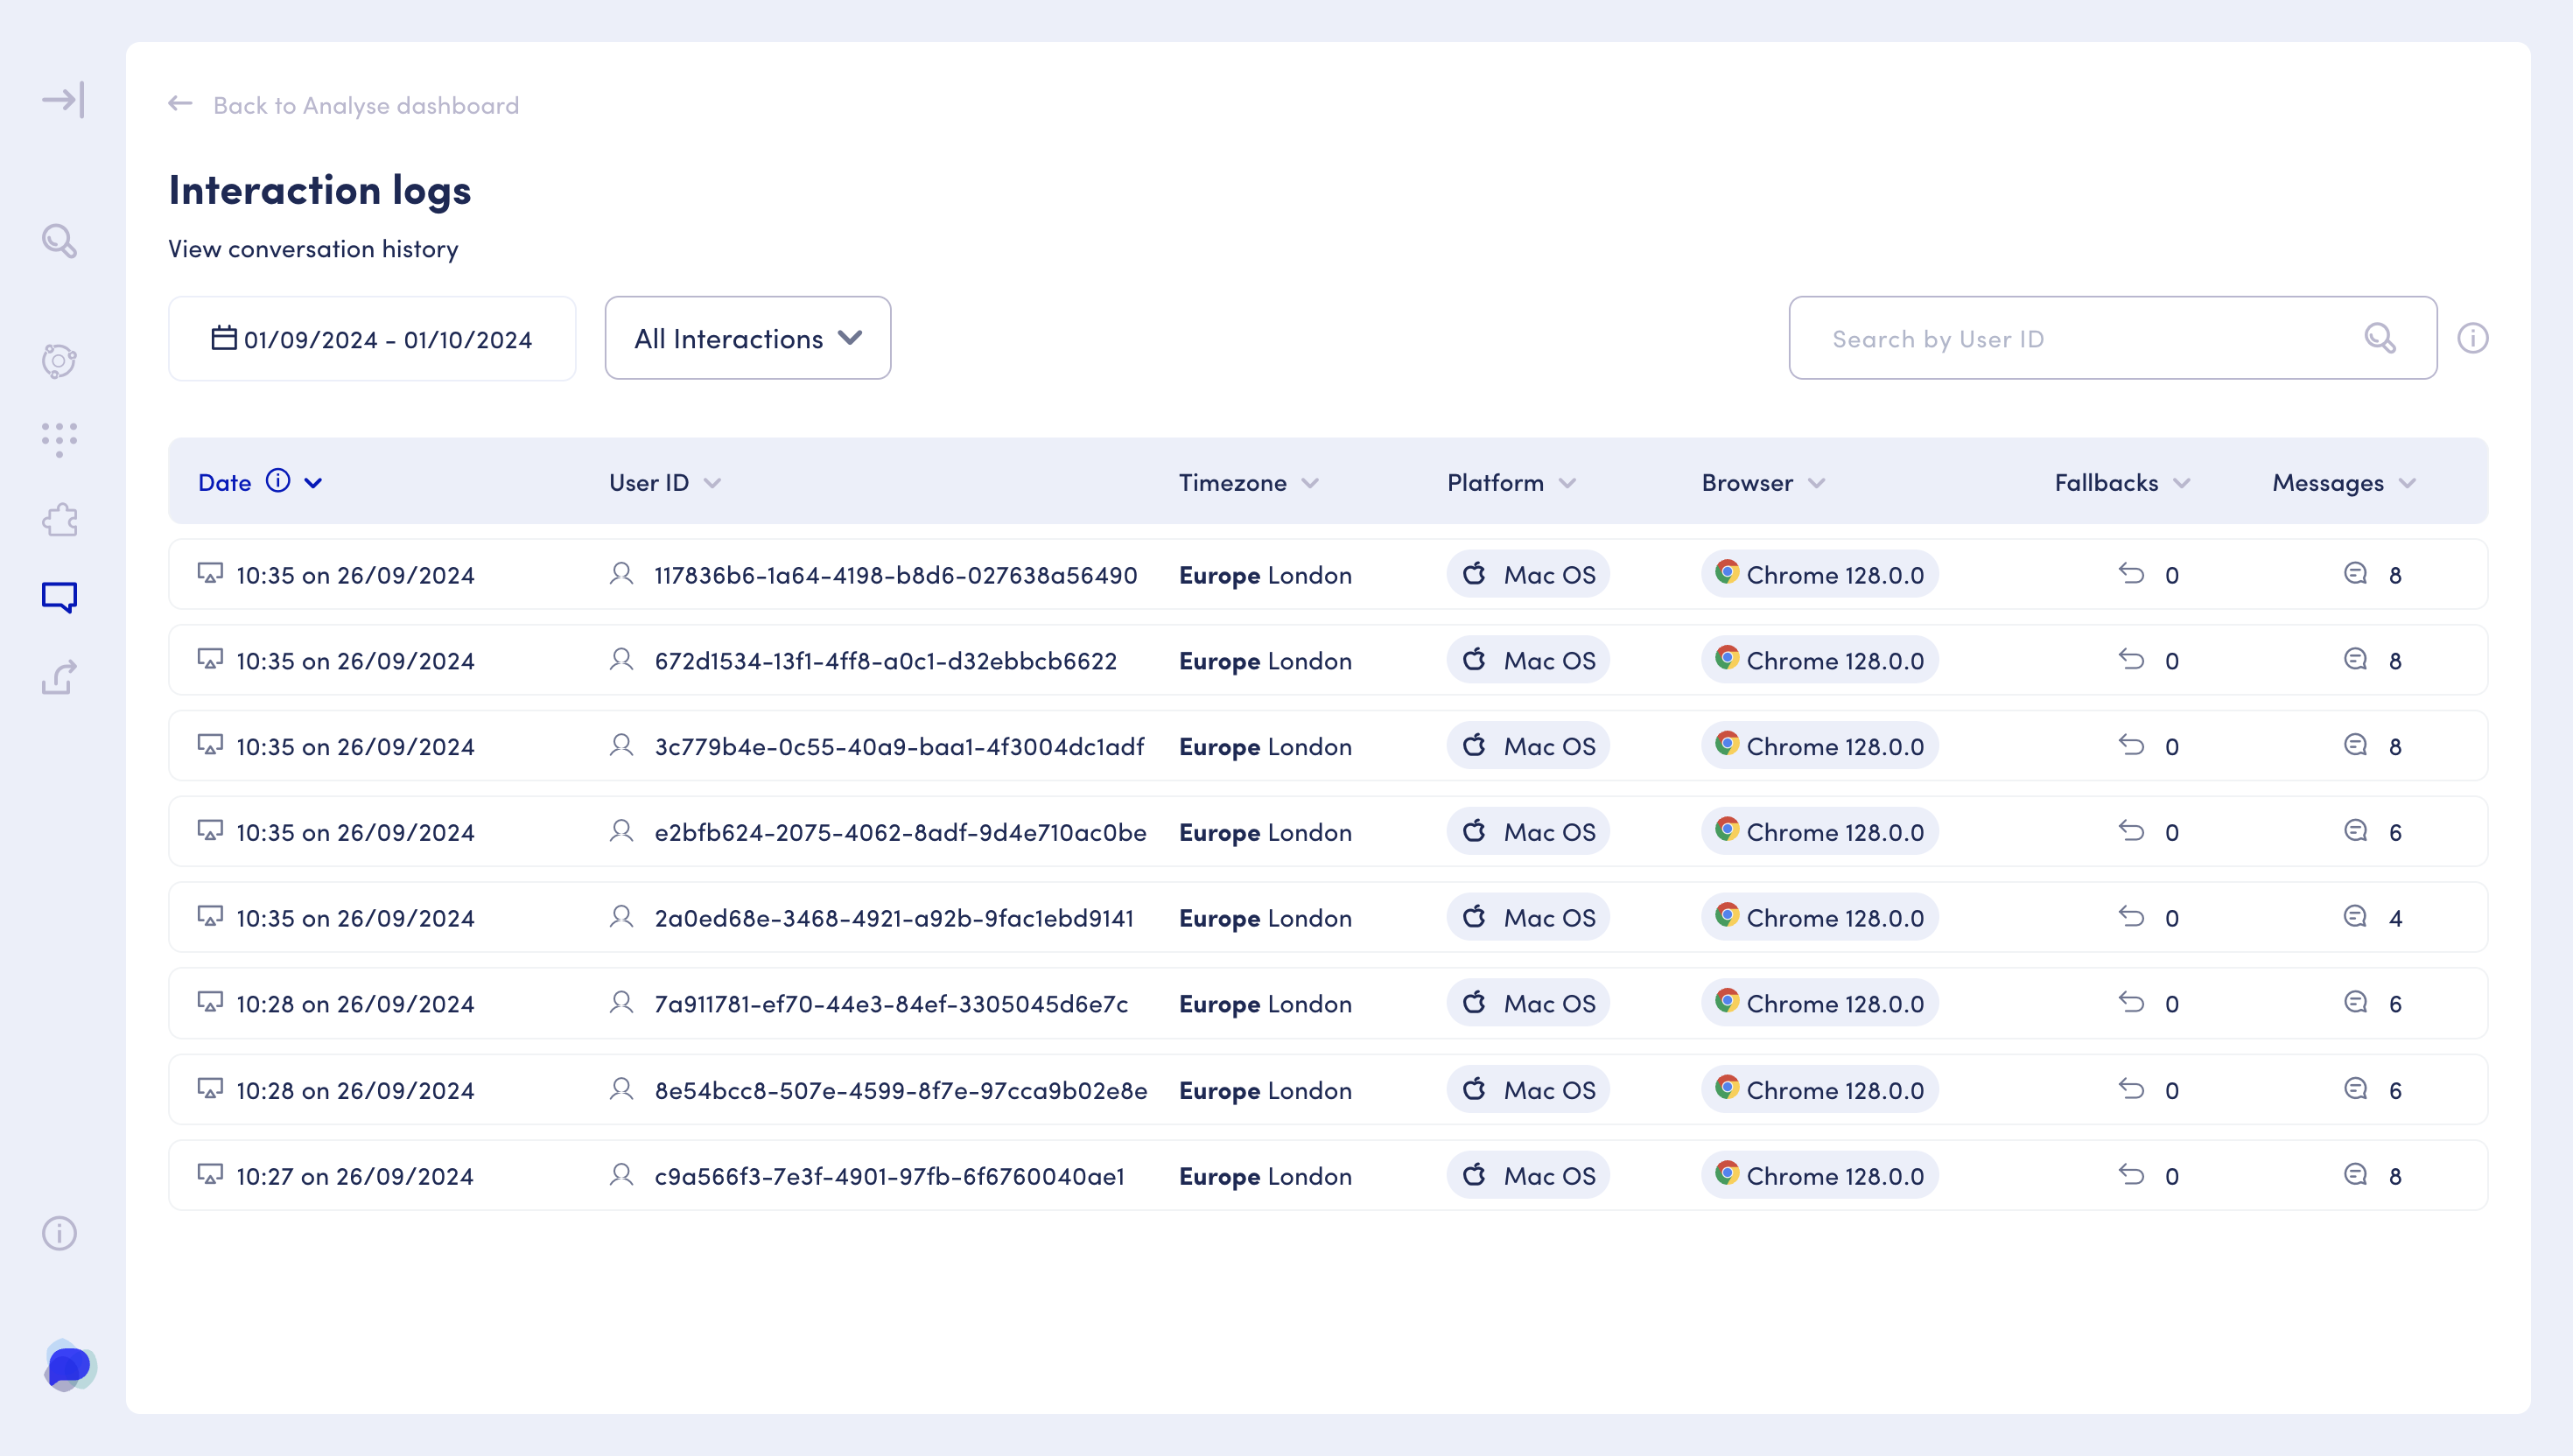 Back to Analyse dashboard
Interaction logs
View conversation history
01/09/2024 - 01/10/2024 All Interactions Search by User ID
Date User ID Timezone Platform Browser Fallbacks Messages
10:35 on 26/09/2024 117836b6-1a64-4198-b8d6-027638a56490 Europe London Mac OS Chrome 128.0.0 0 8
10:35 on 26/09/2024 672d1534-13f1-4ff8-a0c1-d32ebbcb6622 Europe London Mac OS Chrome 128.0.0 0 8
10:35 on 26/09/2024 3c779b4e-0c55-40a9-baa1-4f3004dc1adf Europe London Mac OS Chrome 128.0.0 0 8
10:35 on 26/09/2024 e2bfb624-2075-4062-8adf-9d4e710ac0be Europe London Mac OS Chrome 128.0.0 0 6
10:35 on 26/09/2024 2a0ed68e-3468-4921-a92b-9fac1ebd9141 Europe London Mac OS Chrome 128.0.0 0 4
10:28 on 26/09/2024 7a911781-ef70-44e3-84ef-3305045d6e7c Europe London Mac OS Chrome 128.0.0 0 6
10:28 on 26/09/2024 8e54bcc8-507e-4599-8f7e-97cca9b02e8e Europe London Mac OS Chrome 128.0.0 0 6
10:27 on 26/09/2024 c9a566f3-7e3f-4901-97fb-6f6760040ae1 Europe London Mac OS Chrome 128.0.0 0 8